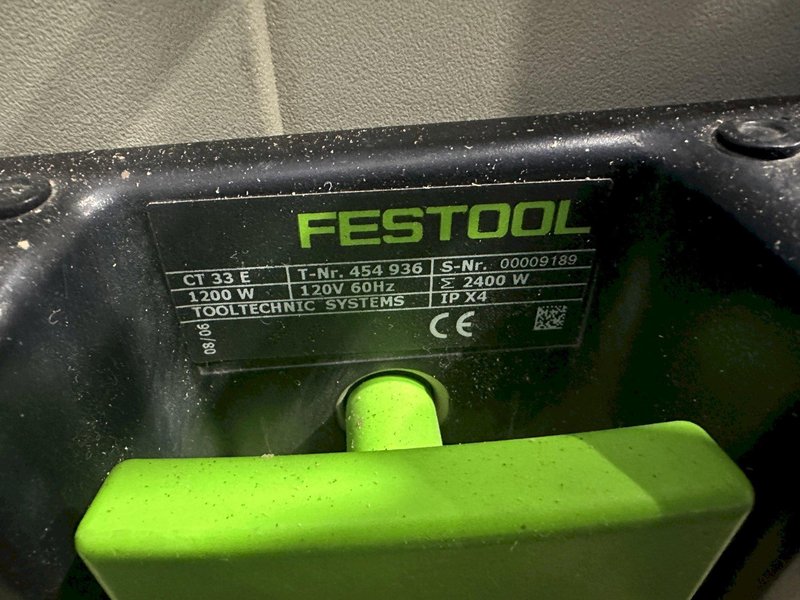 FESTOOL
CT 33 E T-Nr. 454 936 S-Nr. 00009189
1200 W 120V 60Hz Σ 2400 W
TOOLTECHNIC SYSTEMS IP X4
CE
08/06